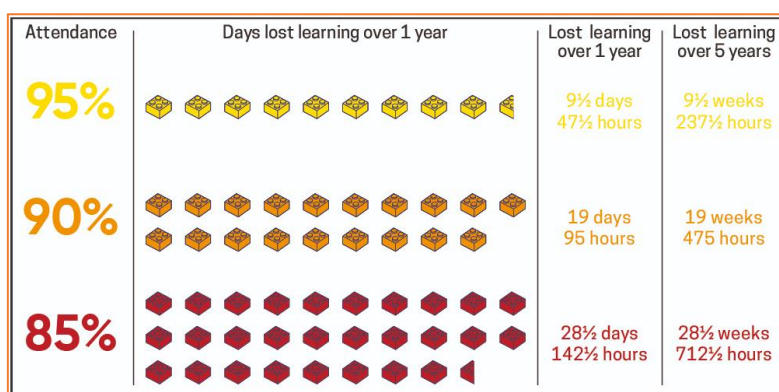 Attendance
Days lost learning over 1 year
Lost learning
over 1 year
Lost learning
over 5 years
95%
9½ days
47½ hours
9½ weeks
237½ hours
90%
19 days
95 hours
19 weeks
475 hours
85%
28½ days
142½ hours
28½ weeks
712½ hours